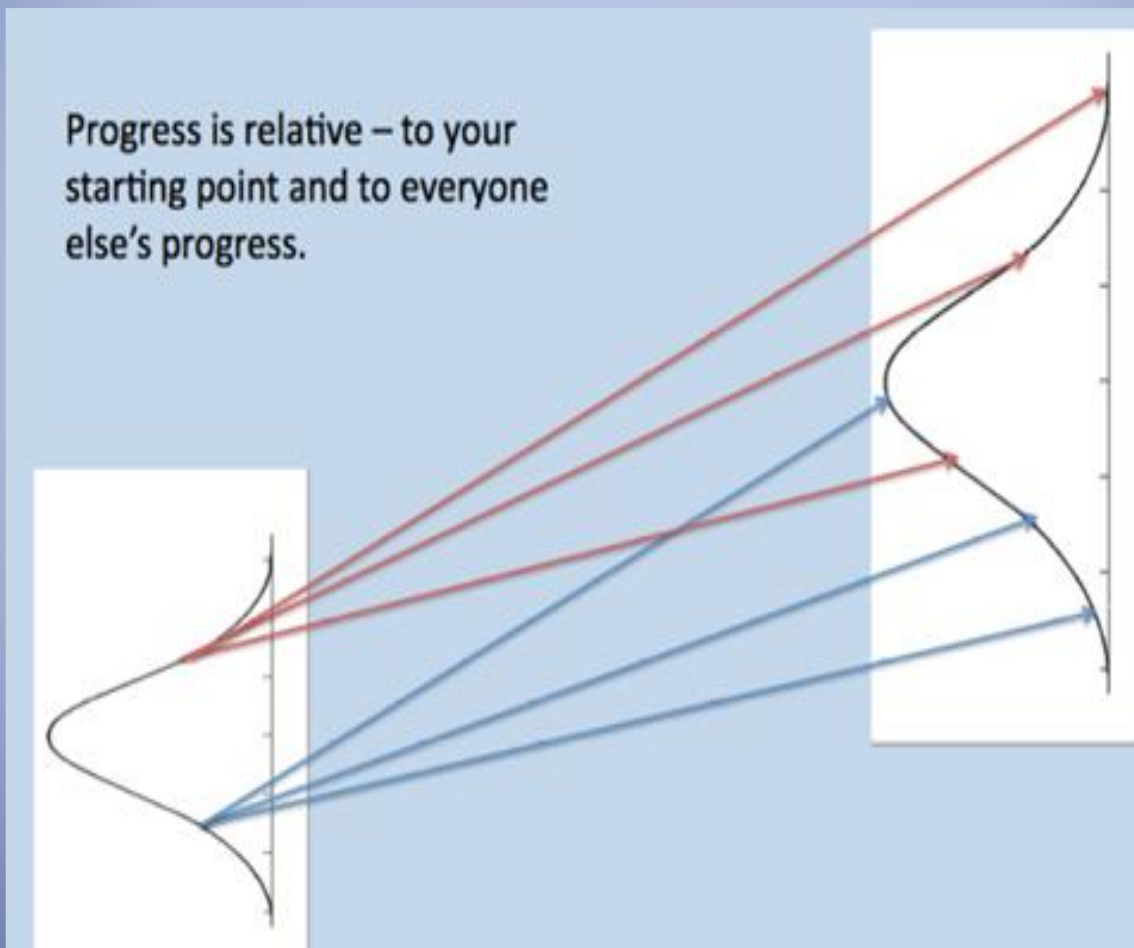 Progress is relative – to your
starting point and to everyone
else’s progress.